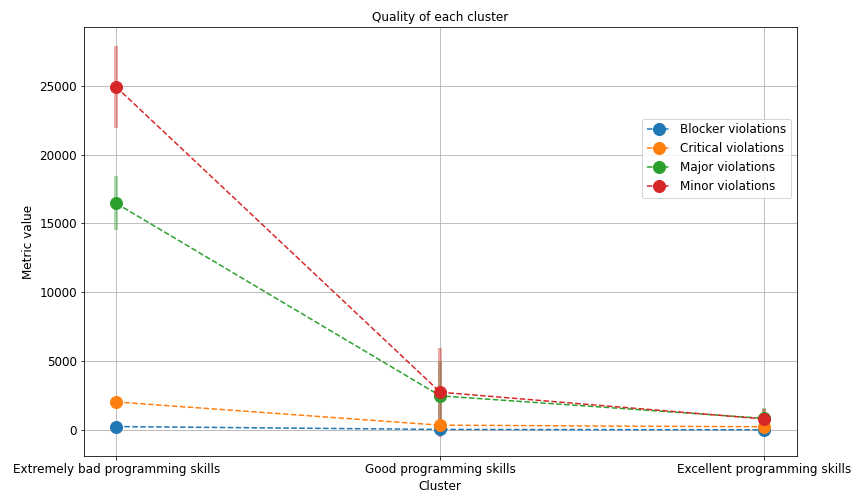 Quality of each cluster
25000
20000
15000
10000
5000
0
Metric value
Blocker violations
Critical violations
Major violations
Minor violations
Extremely bad programming skills
Good programming skills
Excellent programming skills
Cluster